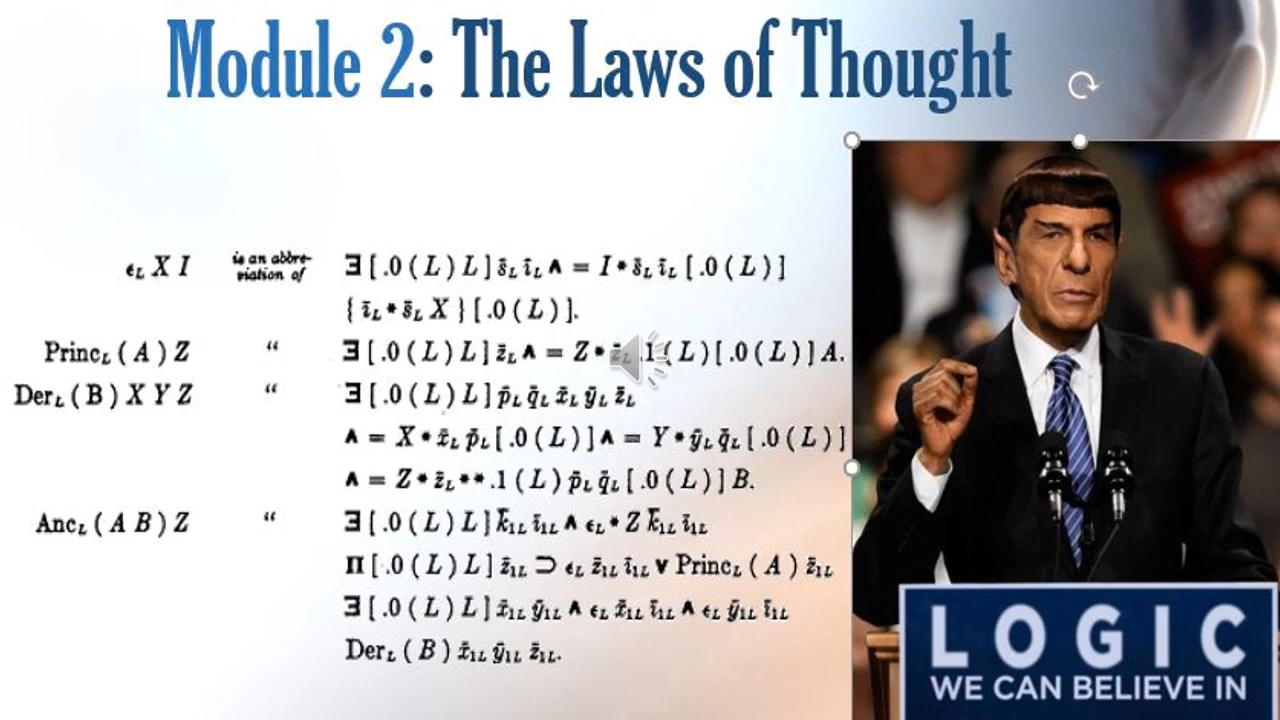 Module 2: The Laws of Thought
ϵ_L X I is an abbreviation of ∃ [ .0 ( L ) L ] s̄_L ī_L ∧ = I * s̄_L ī_L [ .0 ( L ) ]
{ ī_L * s̄_L X } [ .0 ( L ) ].
Princ_L ( A ) Z “ ∃ [ .0 ( L ) L ] z̄_L ∧ = Z * z̄_L .1 ( L ) [ .0 ( L ) ] A.
Der_L ( B ) X Y Z “ ∃ [ .0 ( L ) L ] p̄_L q̄_L x̄_L ȳ_L z̄_L
∧ = X * x̄_L p̄_L [ .0 ( L ) ] ∧ = Y * ȳ_L q̄_L [ .0 ( L ) ]
∧ = Z * z̄_L ** .1 ( L ) p̄_L q̄_L [ .0 ( L ) ] B.
Anc_L ( A B ) Z “ ∃ [ .0 ( L ) L ] k̄_1L ī_1L ∧ ϵ_L * Z k̄_1L ī_1L
Π [ .0 ( L ) L ] z̄_1L ⊃ ϵ_L z̄_1L ī_1L ∨ Princ_L ( A ) z̄_1L
∃ [ .0 ( L ) L ] x̄_1L ȳ_1L ∧ ϵ_L x̄_1L ī_1L ∧ ϵ_L ȳ_1L ī_1L
Der_L ( B ) x̄_1L ȳ_1L z̄_1L.
LOGIC
WE CAN BELIEVE IN